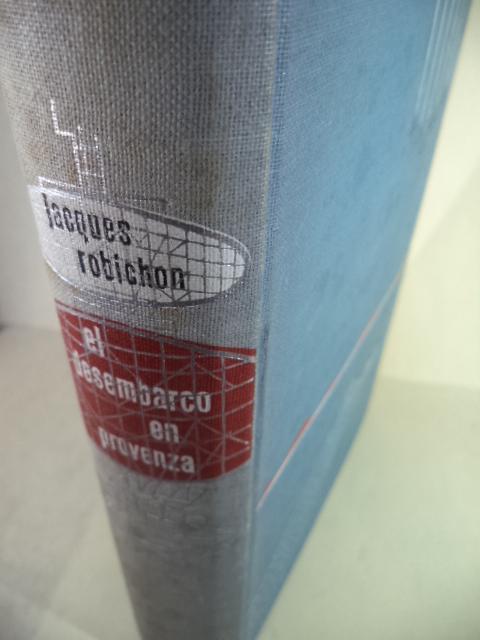 jacques
robichon
el
desembarco
en
provenza